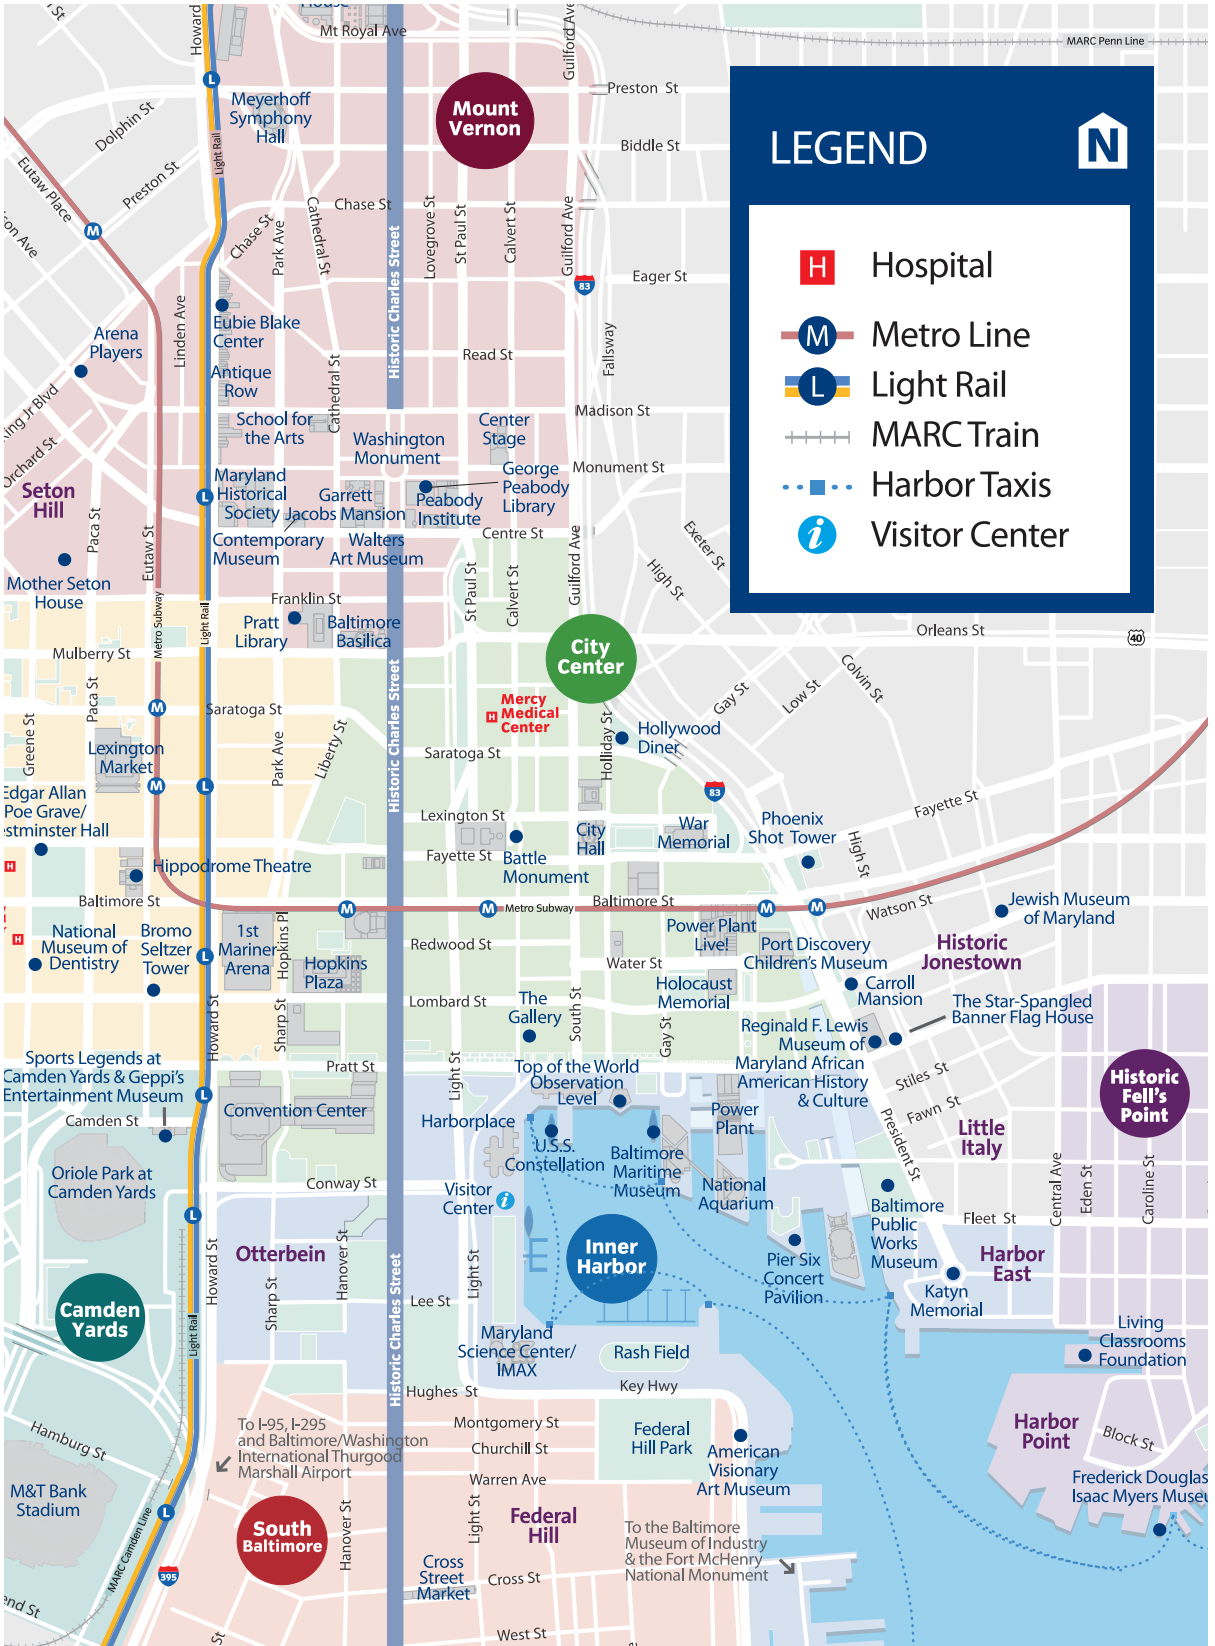 House
Mt Royal Ave
Howard
Guilford Ave
MARC Penn Line
Preston St
Biddle St
Mount
Vernon
Meyerhoff
Symphony
Hall
L
Light Rail
Dolphin St
Preston St
Eutaw Place
M
LEGEND
N
H Hospital
M Metro Line
L Light Rail
MARC Train
Harbor Taxis
i Visitor Center
Chase St
Chase St
Park Ave
Cathedral St
Historic Charles Street
Lovegrove St
St Paul St
Calvert St
Guilford Ave
Eager St
83
Linden Ave
Eubie Blake
Center
Arena
Players
Antique
Row
Read St
Fallsway
King Jr Blvd
Orchard St
Cathedral St
Madison St
School for
the Arts
Washington
Monument
Center
Stage
Monument St
George
Peabody
Library
Seton
Hill
Maryland
Historical
Society
L
Garrett
Jacobs Mansion
Peabody
Institute
Contemporary
Museum
Walters
Art Museum
Centre St
Paca St
Eutaw St
Guilford Ave
Exeter St
High St
Mother Seton
House
Franklin St
St Paul St
Calvert St
Metro Subway
Light Rail
Pratt
Library
Baltimore
Basilica
Mulberry St
City
Center
Orleans St
40
Historic Charles Street
Colvin St
Gay St
Low St
Paca St
M
Saratoga St
H Mercy
Medical
Center
Holliday St
Hollywood
Diner
Greene St
Lexington
Market
Park Ave
Liberty St
Saratoga St
M
L
83
Edgar Allan
Poe Grave/
estminster Hall
Lexington St
City
Hall
War
Memorial
Phoenix
Shot Tower
Fayette St
Fayette St
Battle
Monument
High St
H
Hippodrome Theatre
Baltimore St
M
M
Metro Subway
Baltimore St
M
M
Watson St
Jewish Museum
of Maryland
H
National
Museum of
Dentistry
Bromo
Seltzer
Tower
L
1st
Mariner
Arena
Hopkins Pl
Hopkins
Plaza
Redwood St
Water St
Power Plant
Live!
Port Discovery
Children's Museum
Historic
Jonestown
Holocaust
Memorial
Carroll
Mansion
The Star-Spangled
Banner Flag House
Lombard St
The
Gallery
Howard St
Sharp St
South St
Gay St
Reginald F. Lewis
Museum of
Maryland African
American History
& Culture
Sports Legends at
Camden Yards & Geppi's
Entertainment Museum
Pratt St
Light St
Top of the World
Observation
Level
Stiles St
Fawn St
Historic
Fell's
Point
Camden St
L
Convention Center
Harborplace
U.S.S.
Constellation
Baltimore
Maritime
Museum
Power
Plant
President St
Little
Italy
Oriole Park at
Camden Yards
Conway St
Visitor
Center
i
National
Aquarium
Baltimore
Public
Works
Museum
Central Ave
Eden St
Caroline St
Fleet St
L
Otterbein
Howard St
Sharp St
Hanover St
Historic Charles Street
Light St
Inner
Harbor
Pier Six
Concert
Pavilion
Harbor
East
Katyn
Memorial
Camden
Yards
Light Rail
Lee St
Maryland
Science Center/
IMAX
Rash Field
Living
Classrooms
Foundation
Hughes St
Key Hwy
To I-95, I-295
and Baltimore/Washington
International Thurgood
Marshall Airport
Montgomery St
Churchill St
Warren Ave
Federal
Hill Park
American
Visionary
Art Museum
Harbor
Point
Block St
Hamburg St
M&T Bank
Stadium
L
MARC Camden Line
South
Baltimore
Hanover St
Light St
Federal
Hill
To the Baltimore
Museum of Industry
& the Fort McHenry
National Monument
Frederick Douglas
Isaac Myers Museu
395
Cross
Street
Market
Cross St
West St
end St
St